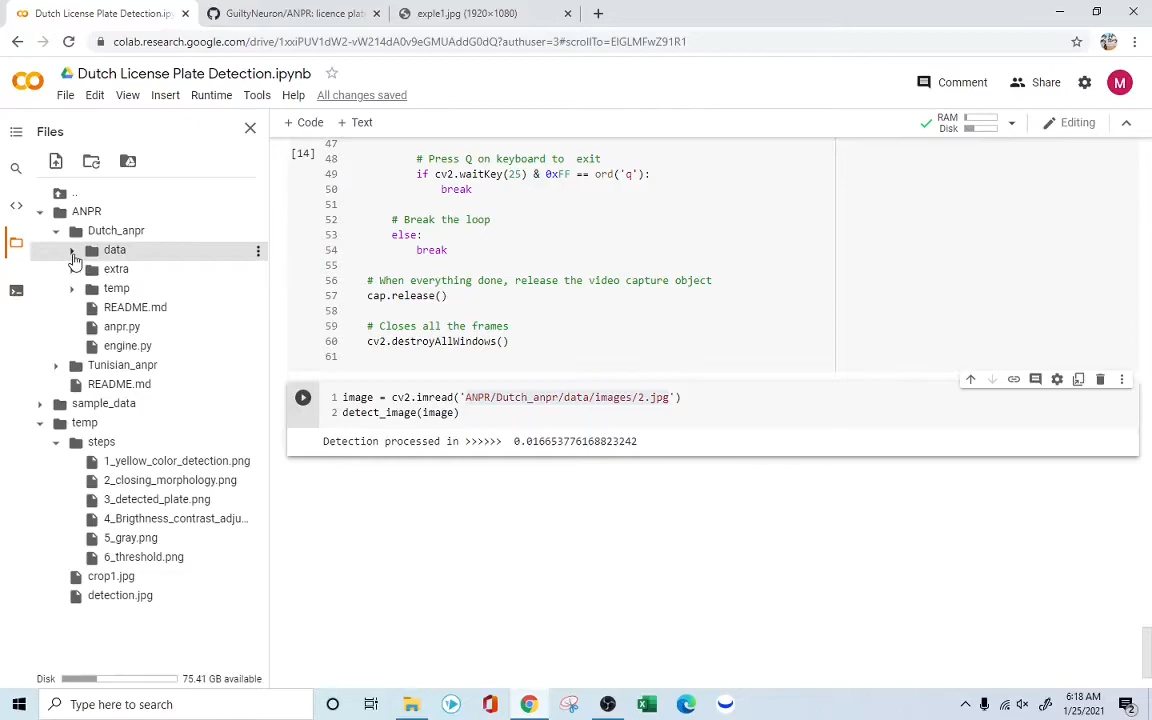 Dutch License Plate Detection.ipy
GuiltyNeuron/ANPR: licence plat
exple1.jpg (1920×1080)
colab.research.google.com/drive/1xxiPUV1dW2-vW214dA0v9eGMUAddG0dQ?authuser=3#scrollTo=ElGLMFwZ91R1
Dutch License Plate Detection.ipynb
File Edit View Insert Runtime Tools Help All changes saved
Comment Share M
Files
+ Code + Text
RAM
Disk
Editing
..
ANPR
Dutch_anpr
data
extra
temp
README.md
anpr.py
engine.py
Tunisian_anpr
README.md
sample_data
temp
steps
1_yellow_color_detection.png
2_closing_morphology.png
3_detected_plate.png
4_Brigthness_contrast_adju...
5_gray.png
6_threshold.png
crop1.jpg
detection.jpg
Disk 75.41 GB available
[14]
47
48 # Press Q on keyboard to exit
49 if cv2.waitKey(25) & 0xFF == ord('q'):
50 break
51
52 # Break the loop
53 else:
54 break
55
56 # When everything done, release the video capture object
57 cap.release()
58
59 # Closes all the frames
60 cv2.destroyAllWindows()
61
1 image = cv2.imread('ANPR/Dutch_anpr/data/images/2.jpg')
2 detect_image(image)
Detection processed in >>>>>> 0.016653776168823242
Type here to search
6:18 AM
1/25/2021
2